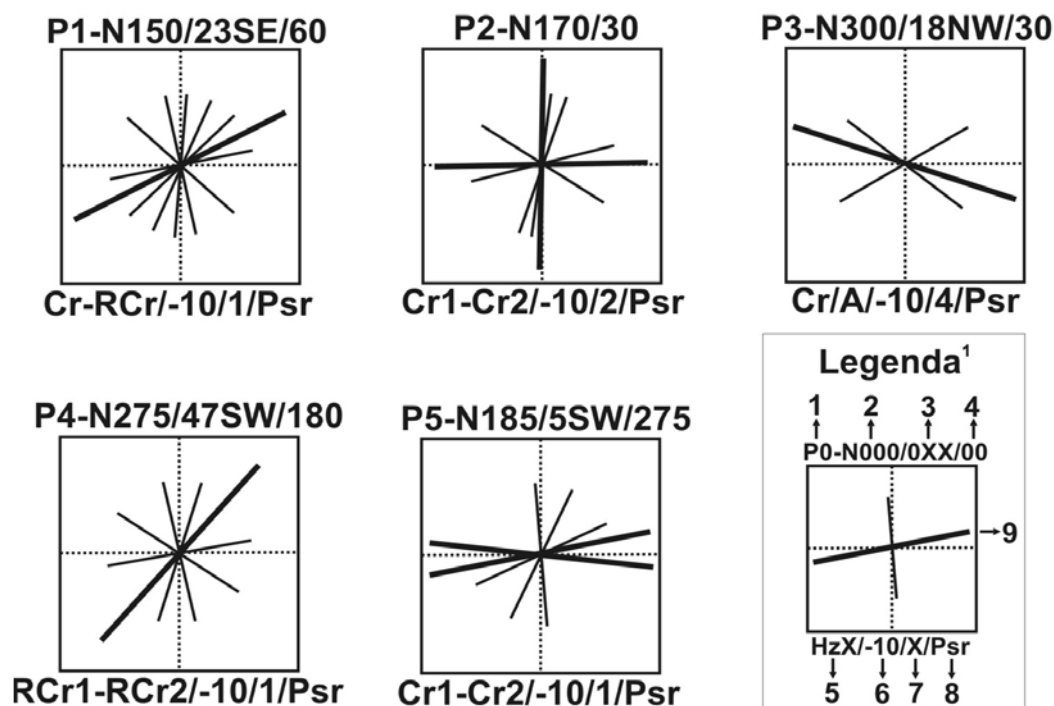 P1-N150/23SE/60
Cr-RCr/-10/1/Psr
P2-N170/30
Cr1-Cr2/-10/2/Psr
P3-N300/18NW/30
Cr/A/-10/4/Psr
P4-N275/47SW/180
RCr1-RCr2/-10/1/Psr
P5-N185/5SW/275
Cr1-Cr2/-10/1/Psr
Legenda¹
1 2 3 4
P0-N000/0XX/00
9
HzX/-10/X/Psr
5 6 7 8